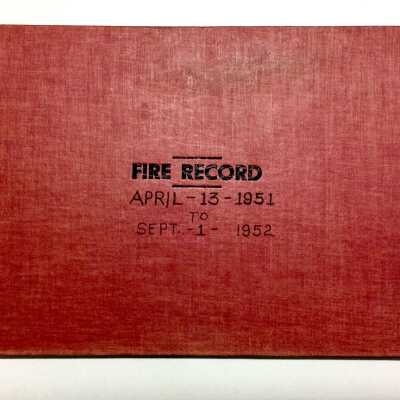 FIRE RECORD
APRIL-13-1951
TO
SEPT.-1- 1952